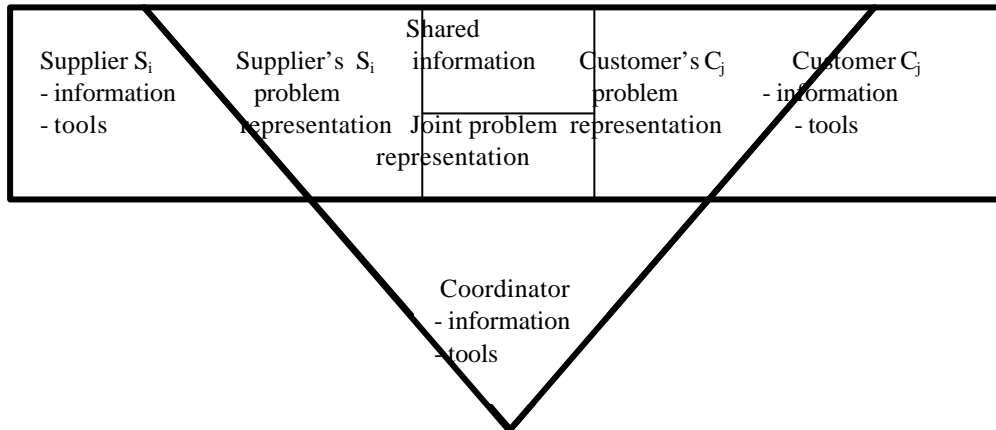 Shared
Supplier Sᵢ Supplier’s Sᵢ information Customer’s Cⱼ Customer Cⱼ
- information problem problem - information
- tools representation Joint problem representation - tools
representation
Coordinator
- information
- tools